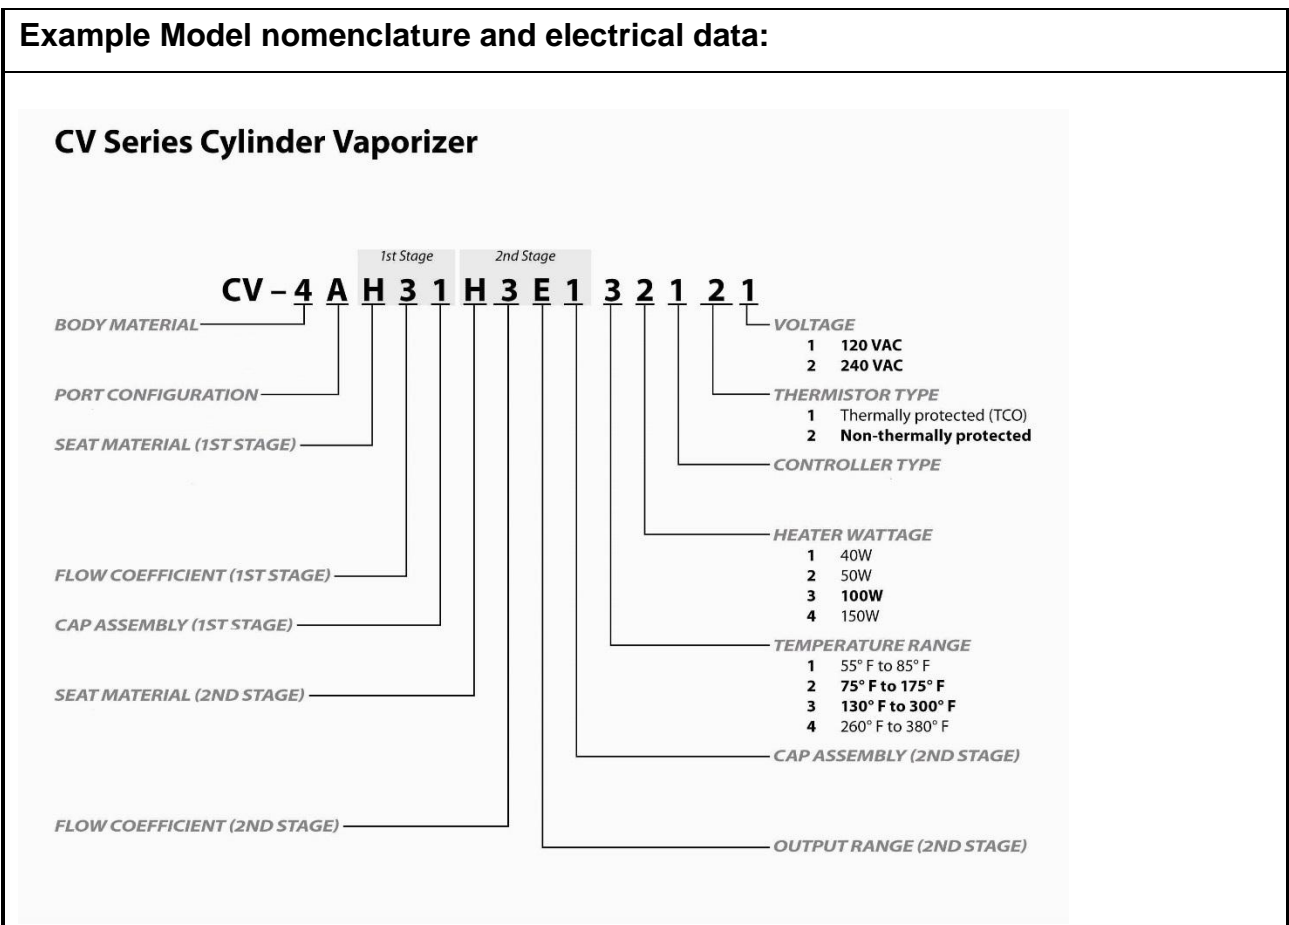 Example Model nomenclature and electrical data:
CV Series Cylinder Vaporizer
1st Stage 2nd Stage
CV – 4 A H 3 1 H 3 E 1 3 2 1 2 1
BODY MATERIAL
PORT CONFIGURATION
SEAT MATERIAL (1ST STAGE)
FLOW COEFFICIENT (1ST STAGE)
CAP ASSEMBLY (1ST STAGE)
SEAT MATERIAL (2ND STAGE)
FLOW COEFFICIENT (2ND STAGE)
VOLTAGE
1 120 VAC
2 240 VAC
THERMISTOR TYPE
1 Thermally protected (TCO)
2 Non-thermally protected
CONTROLLER TYPE
HEATER WATTAGE
1 40W
2 50W
3 100W
4 150W
TEMPERATURE RANGE
1 55° F to 85° F
2 75° F to 175° F
3 130° F to 300° F
4 260° F to 380° F
CAP ASSEMBLY (2ND STAGE)
OUTPUT RANGE (2ND STAGE)